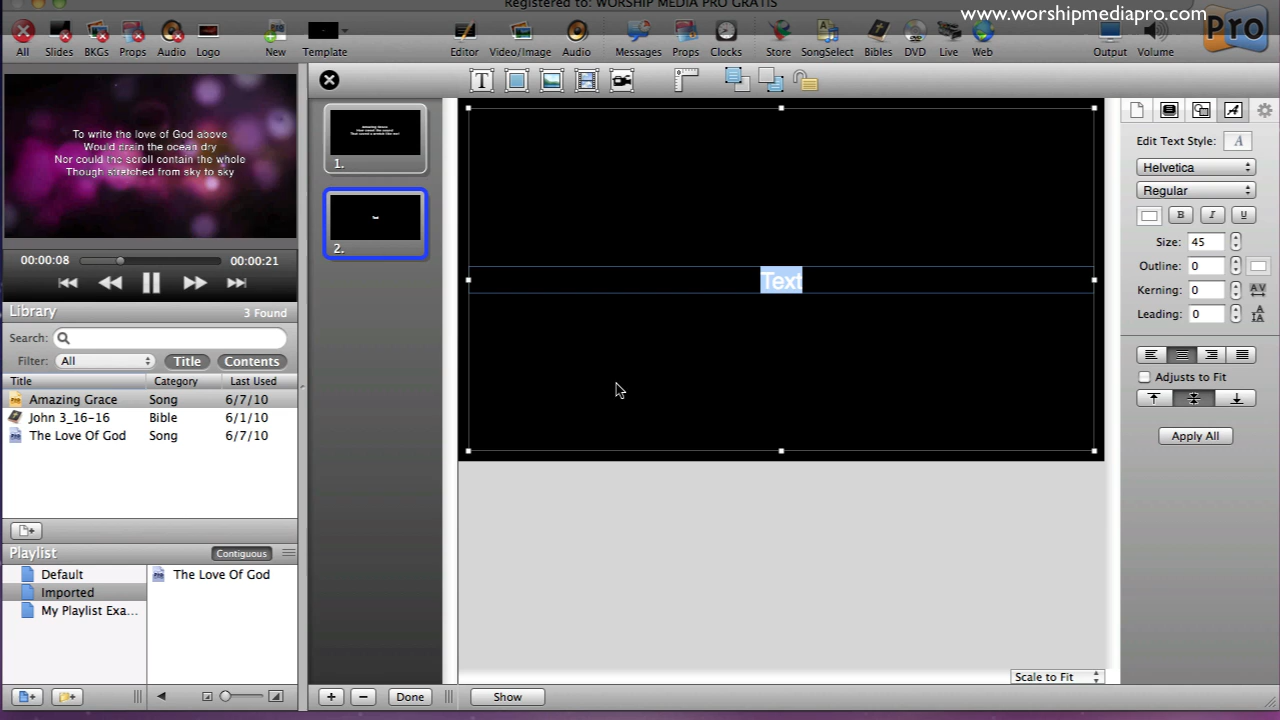 Registered to: WORSHIP MEDIA PRO GRATIS
www.worshipmediapro.com
Pro
All Slides BKGs Props Audio Logo New Template Editor Video/Image Audio Messages Props Clocks Store SongSelect Bibles DVD Live Web Output Volume
To write the love of God above
Would drain the ocean dry
Nor could the scroll contain the whole
Though stretched from sky to sky
00:00:08
00:00:21
Library
3 Found
Search:
Filter: All Title Contents
Title Category Last Used
Amazing Grace Song 6/7/10
John 3_16-16 Bible 6/1/10
The Love Of God Song 6/7/10
Playlist Contiguous
Default
Imported
My Playlist Exa...
The Love Of God
T
Amazing Grace
How sweet the sound
1.
2.
Text
Edit Text Style: A
Helvetica
Regular
B I U
Size: 45
Outline: 0
Kerning: 0 AV
Leading: 0
Adjusts to Fit
Apply All
Scale to Fit
+ − Done Show